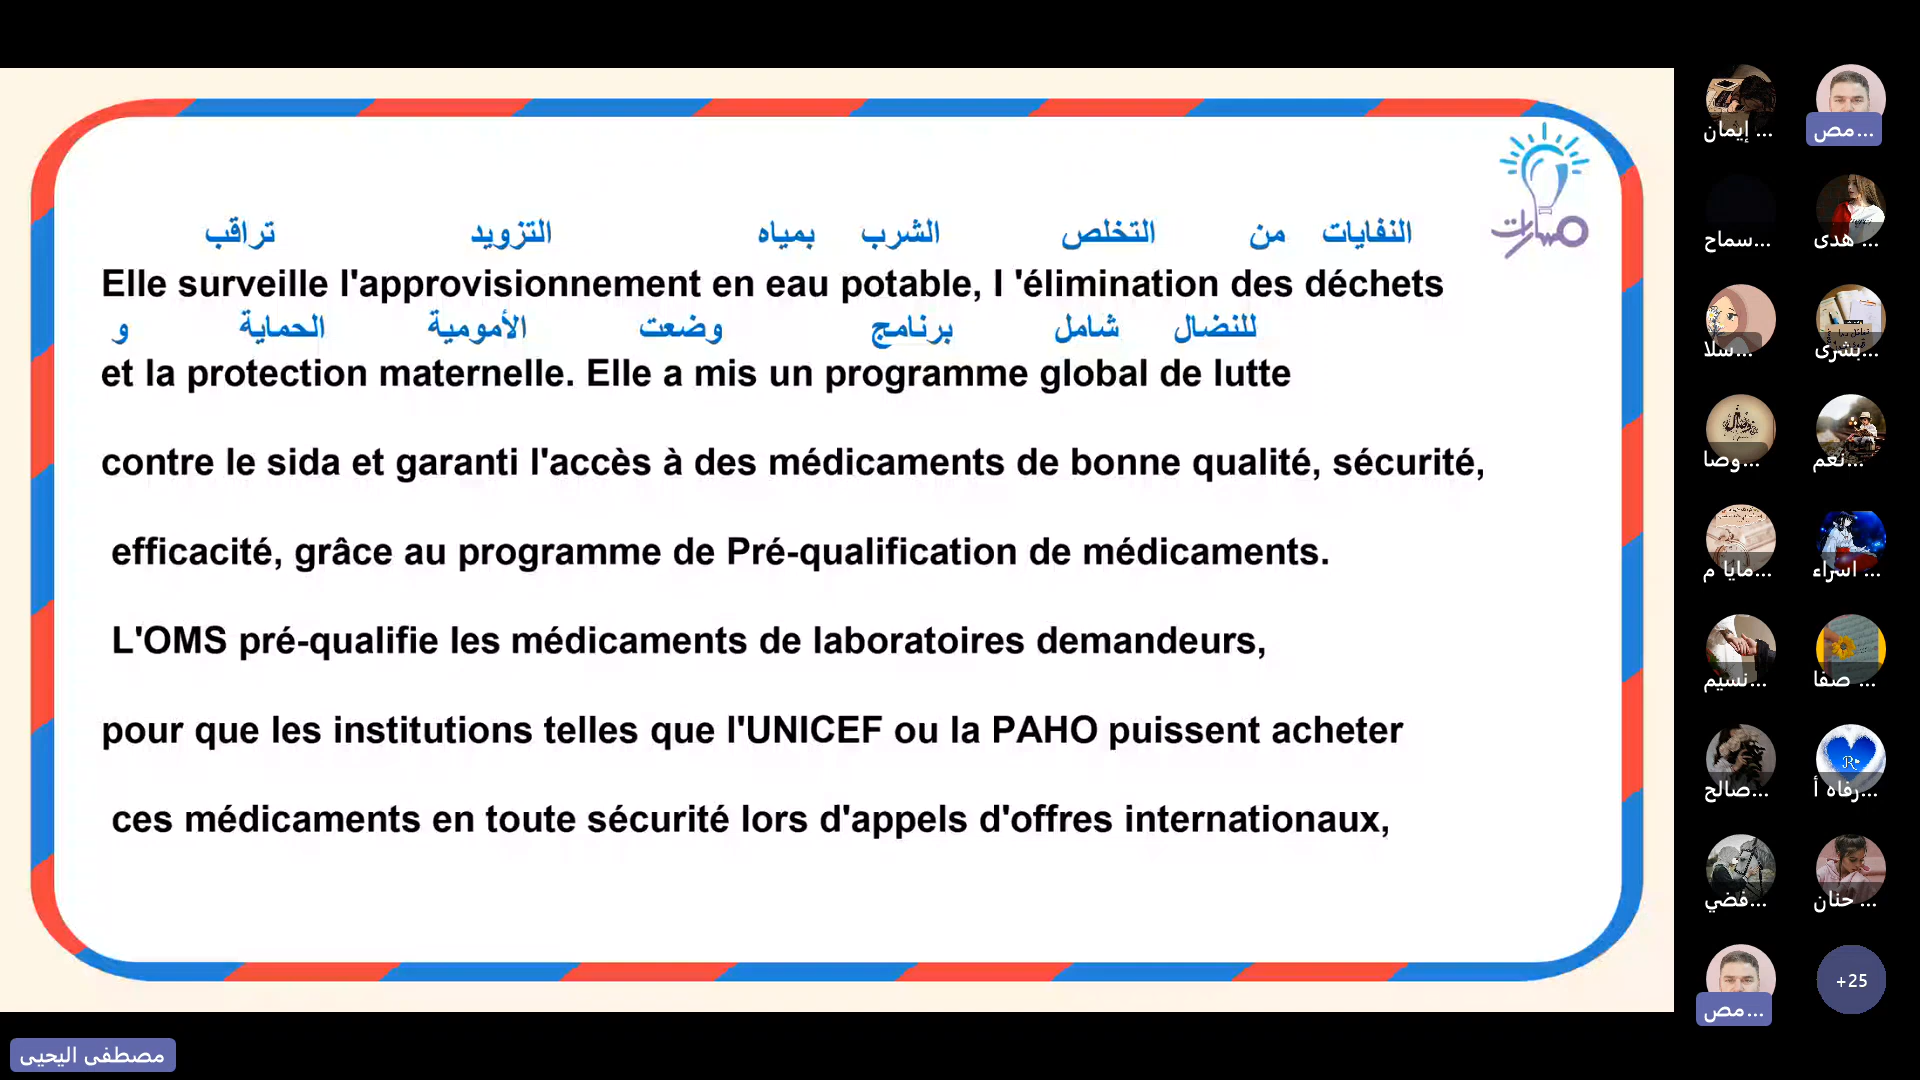 تراقب التزويد بمياه الشرب التخلص من النفايات
Elle surveille l'approvisionnement en eau potable, l 'élimination des déchets
و الحماية الأمومية وضعت برنامج شامل للنضال
et la protection maternelle. Elle a mis un programme global de lutte
contre le sida et garanti l'accès à des médicaments de bonne qualité, sécurité,
efficacité, grâce au programme de Pré-qualification de médicaments.
L'OMS pré-qualifie les médicaments de laboratoires demandeurs,
pour que les institutions telles que l'UNICEF ou la PAHO puissent acheter
ces médicaments en toute sécurité lors d'appels d'offres internationaux,
مسارات
إيمان ...
مص...
سماح...
هدى ...
سلا...
بشرى...
وصا...
نغم...
مايا م...
اسراء ...
نسيم...
صفا ...
صالح...
رفاه أ...
فضي...
حنان ...
مص...
+25
مصطفى اليحيى